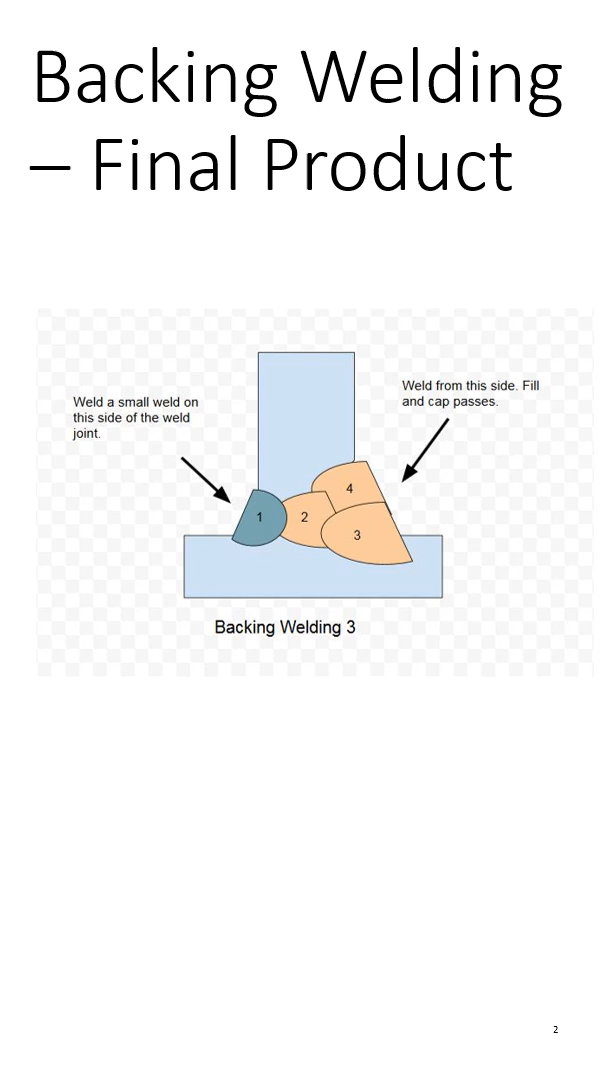 Backing Welding
– Final Product
Weld a small weld on
this side of the weld
joint.
Weld from this side. Fill
and cap passes.
1
2
4
3
Backing Welding 3
2